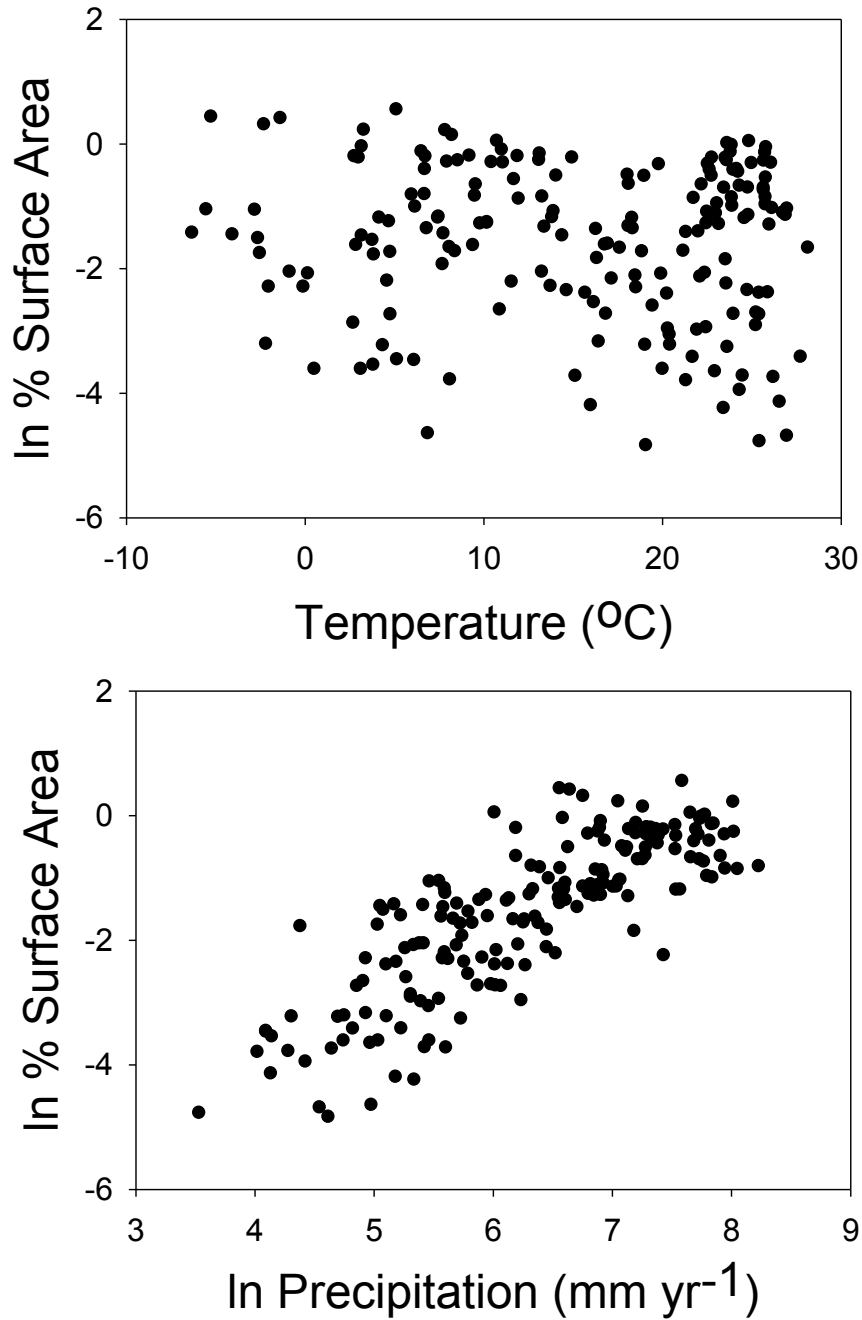 2
0
-2
-4
-6
-10 0 10 20 30
ln % Surface Area
Temperature (ºC)
2
0
-2
-4
-6
3 4 5 6 7 8 9
ln % Surface Area
ln Precipitation (mm yr-1)